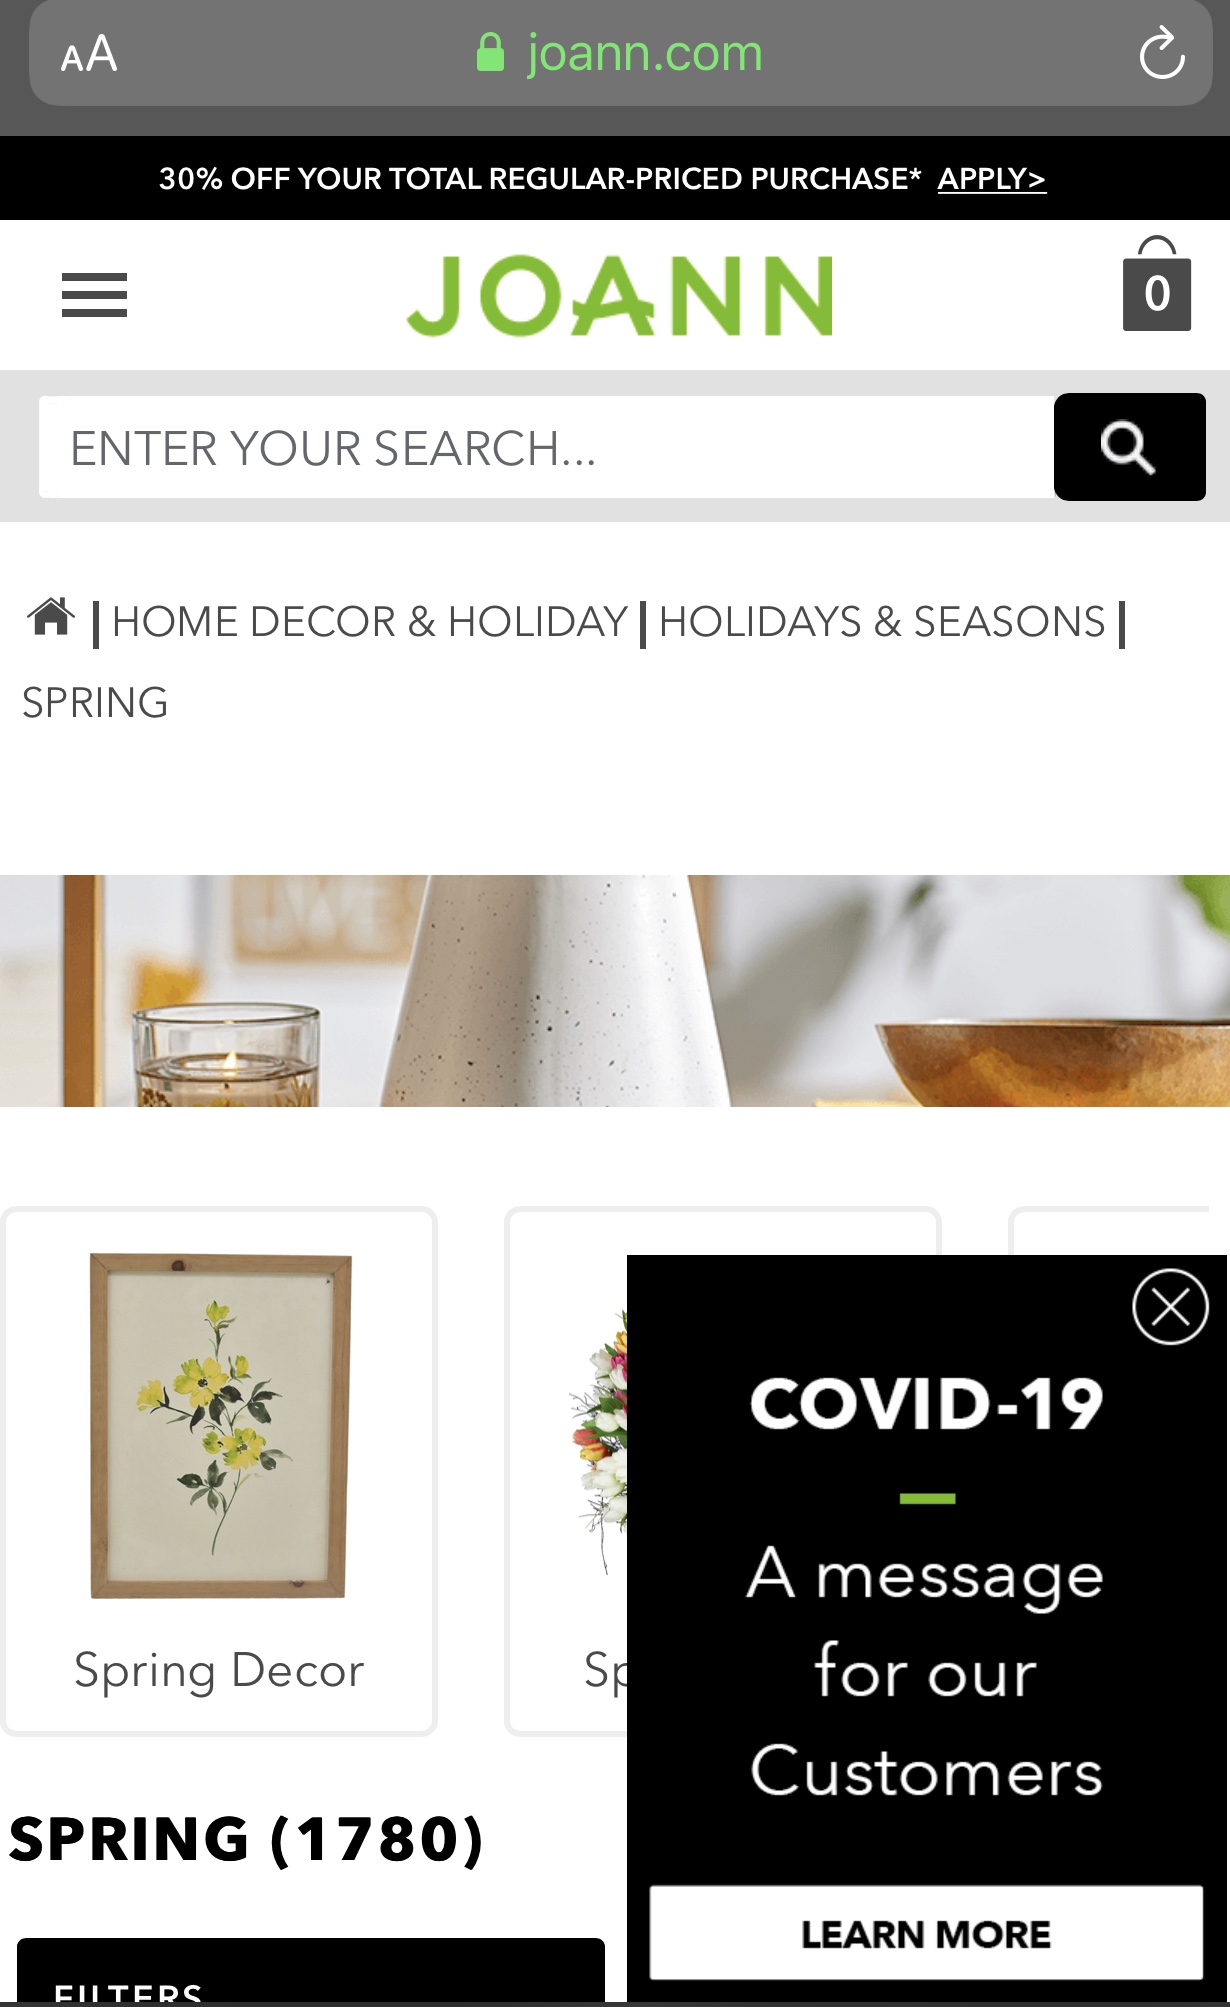 AA
joann.com
30% OFF YOUR TOTAL REGULAR-PRICED PURCHASE* APPLY>
JOANN
0
ENTER YOUR SEARCH...
HOME DECOR & HOLIDAY | HOLIDAYS & SEASONS |
SPRING
LIVE
Spring Decor
Sp
COVID-19
A message
for our
Customers
LEARN MORE
SPRING (1780)
FILTERS